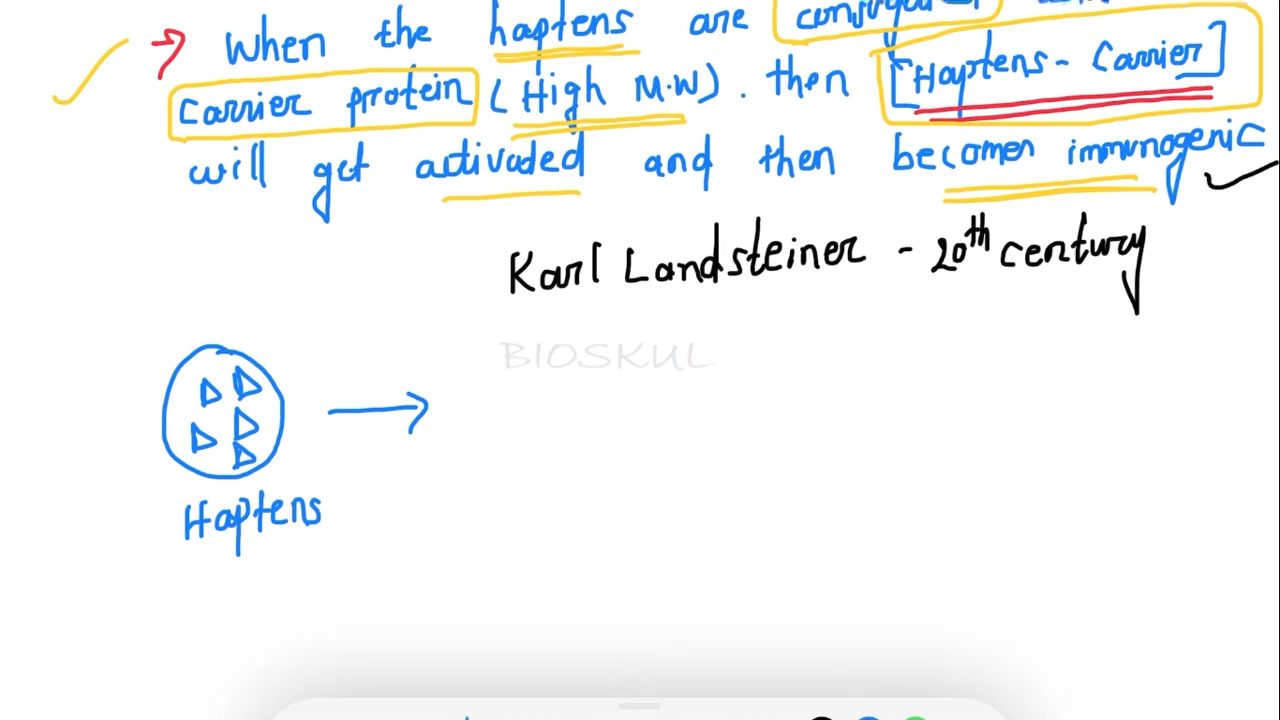 → When the haptens are conjugated
carrier protein (High M.W). then [Haptens - Carrier]
will get activated and then becomes immunogenic
Karl Landsteiner - 20th century
BIOSKUL
Haptens